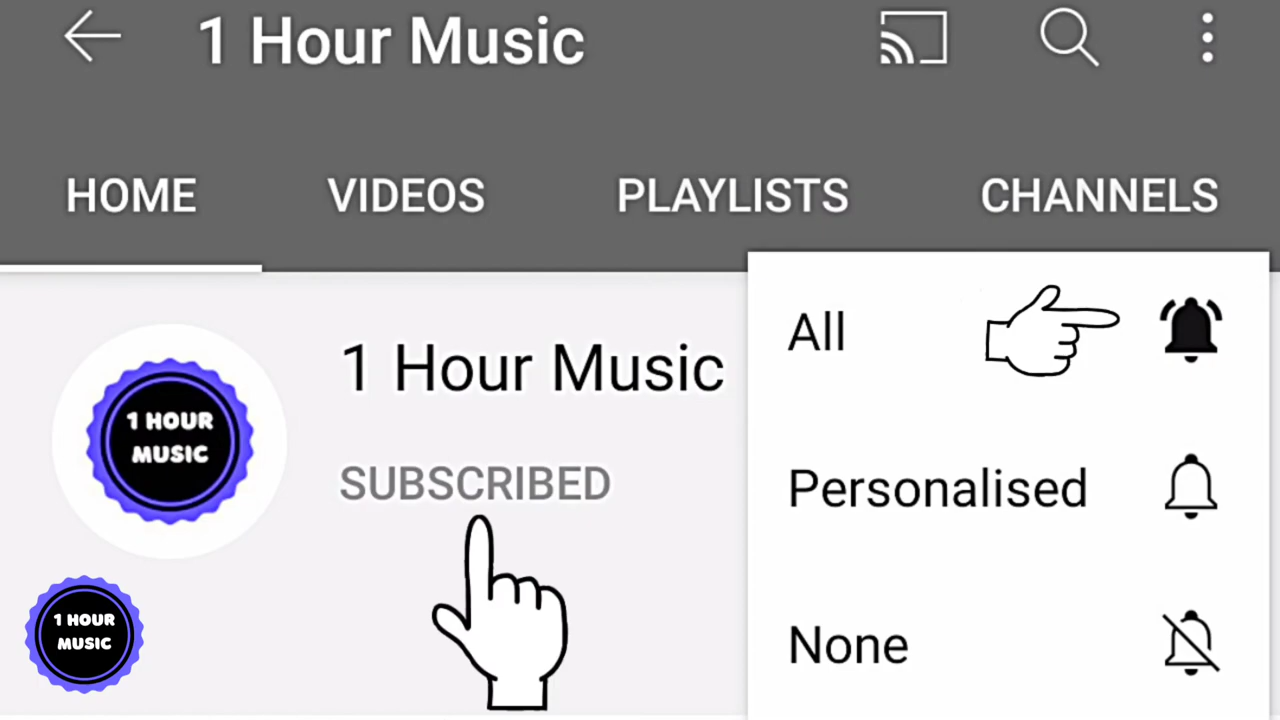 1 Hour Music
HOME VIDEOS PLAYLISTS CHANNELS
1 HOUR
MUSIC
1 Hour Music
SUBSCRIBED
All
Personalised
None
1 HOUR
MUSIC